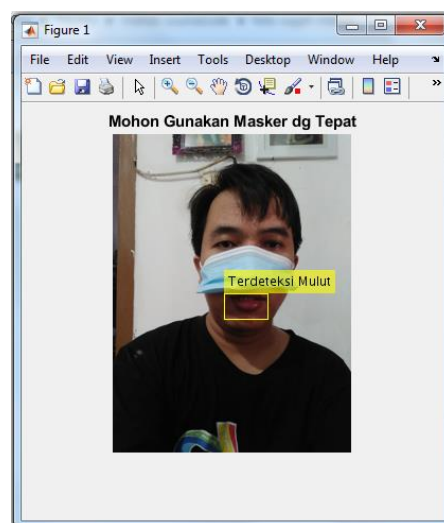 Figure 1
File Edit View Insert Tools Desktop Window Help
Mohon Gunakan Masker dg Tepat
Terdeteksi Mulut